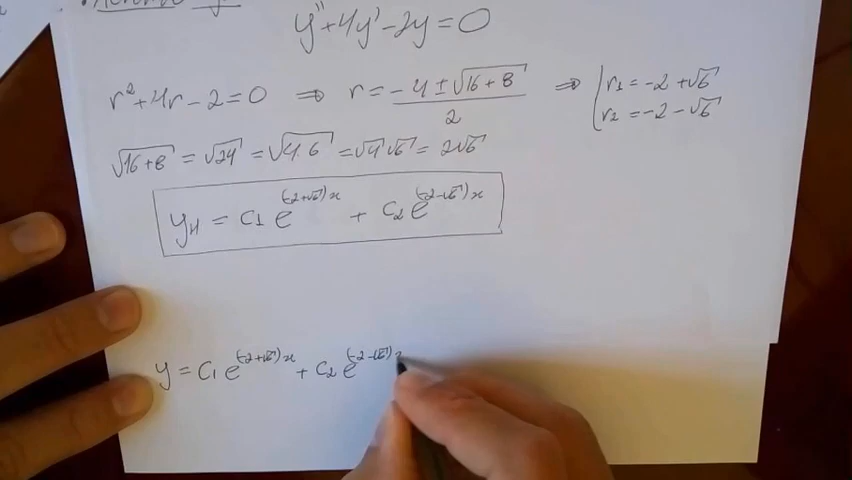 y'' + 4y' - 2y = 0
r² + 4r - 2 = 0 ⇒ r = (-4 ± √(16 + 8)) / 2 ⇒ { r₁ = -2 + √6
r₂ = -2 - √6
√(16+8) = √24 = √(4·6) = √4 √6 = 2√6
y_H = C₁ e^((-2+√6)x) + C₂ e^((-2-√6)x)
y = C₁ e^((-2+√6)x) + C₂ e^((-2-√6)x